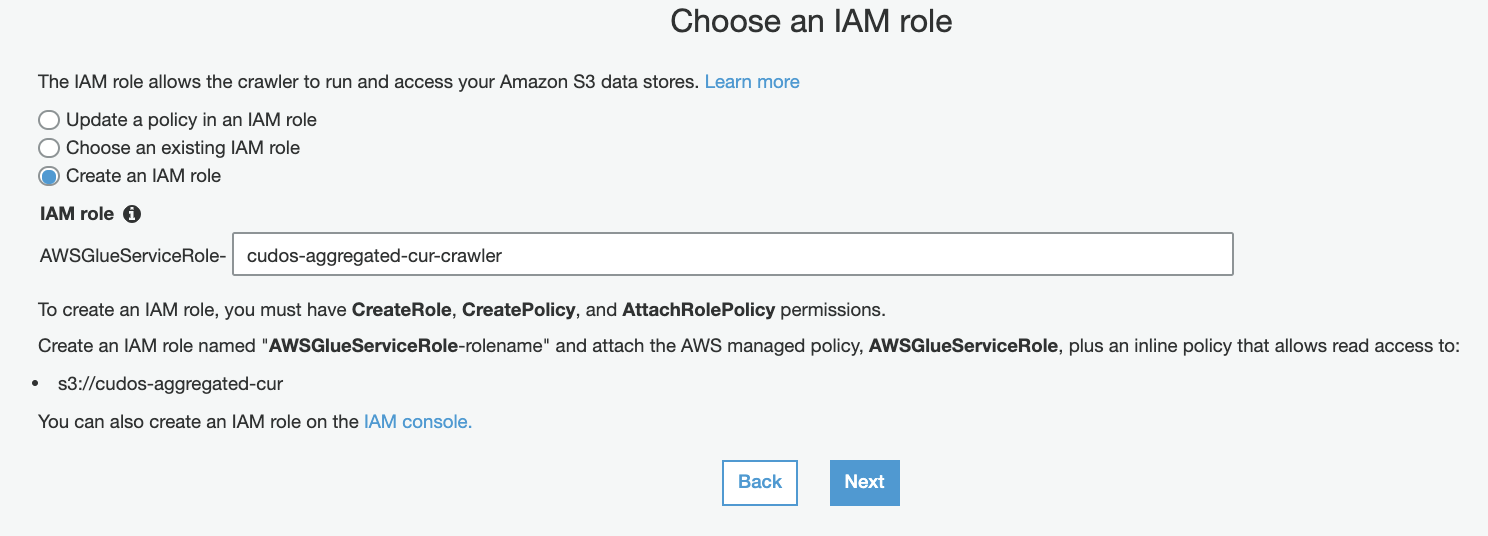 Choose an IAM role
The IAM role allows the crawler to run and access your Amazon S3 data stores. Learn more
Update a policy in an IAM role
Choose an existing IAM role
Create an IAM role
IAM role
AWSGlueServiceRole- cudos-aggregated-cur-crawler
To create an IAM role, you must have CreateRole, CreatePolicy, and AttachRolePolicy permissions.
Create an IAM role named "AWSGlueServiceRole-rolename" and attach the AWS managed policy, AWSGlueServiceRole, plus an inline policy that allows read access to:
• s3://cudos-aggregated-cur
You can also create an IAM role on the IAM console.
Back Next